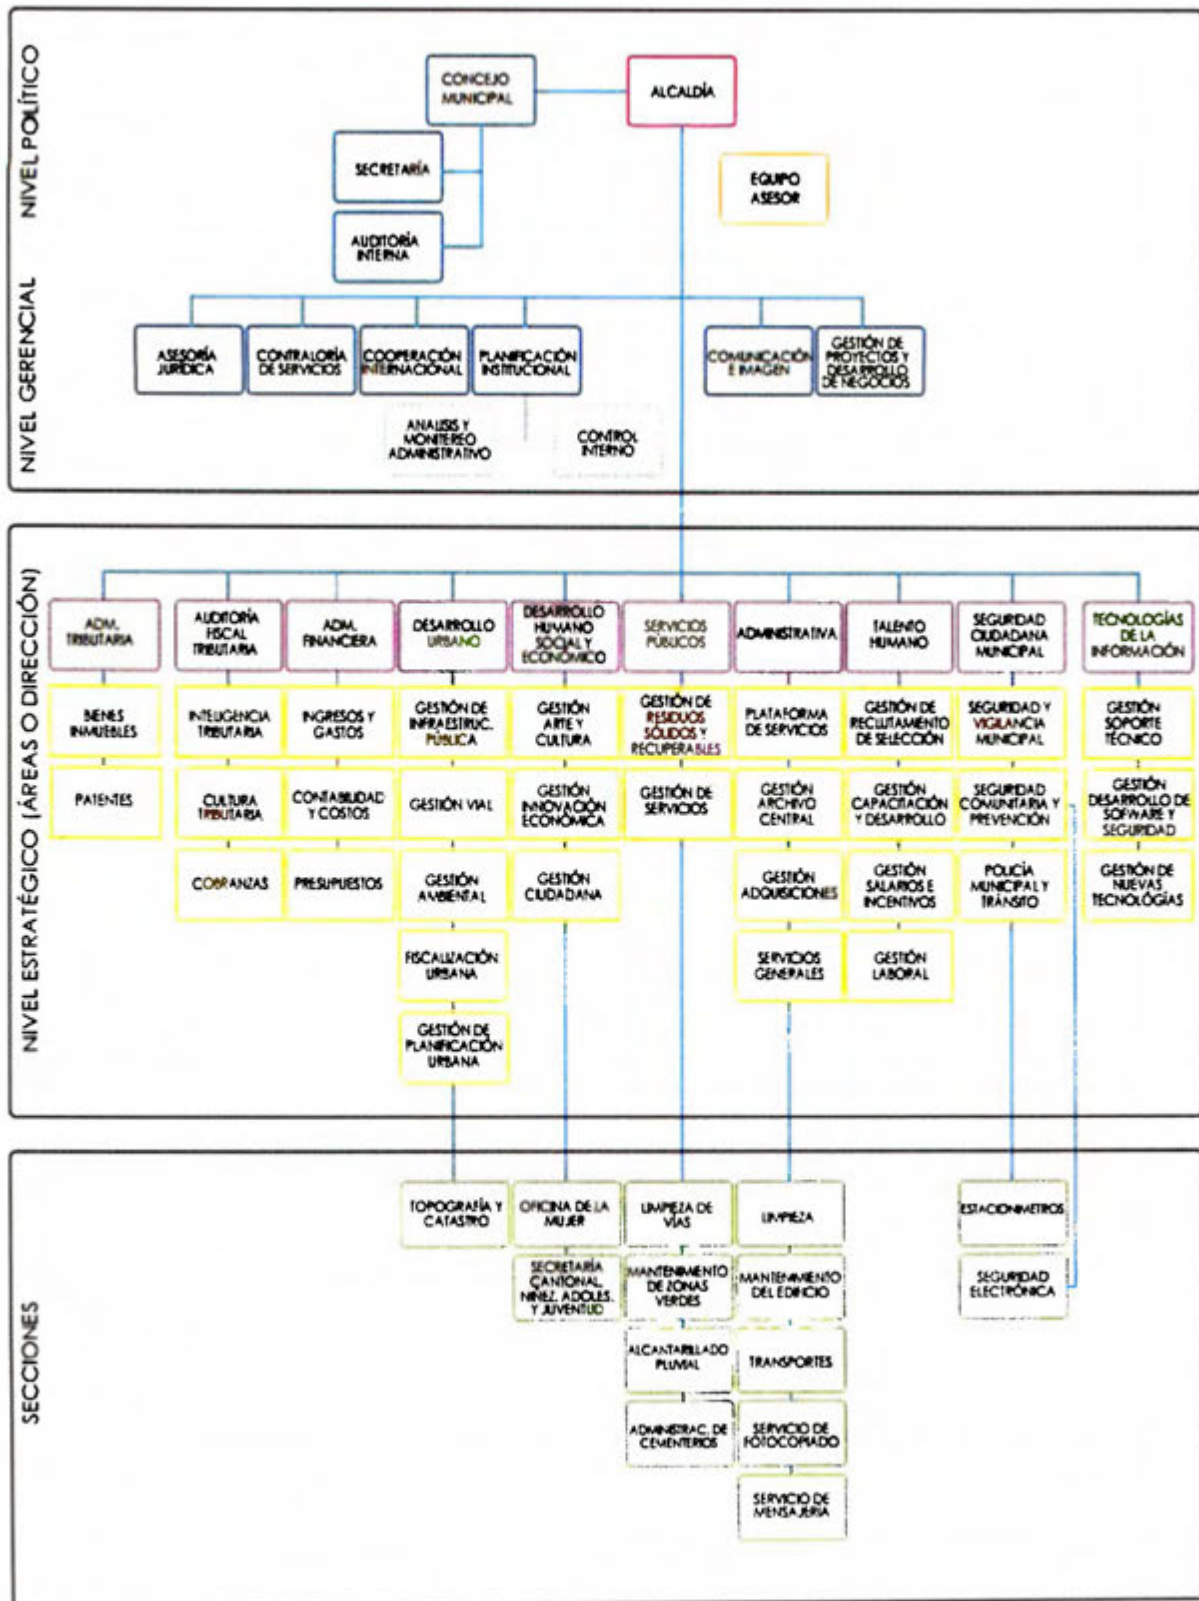 NIVEL POLÍTICO
CONCEJO
MUNICIPAL
ALCALDÍA
SECRETARÍA
EQUIPO
ASESOR
AUDITORÍA
INTERNA
NIVEL GERENCIAL
ASESORÍA
JURÍDICA
CONTRALORÍA
DE SERVICIOS
COOPERACIÓN
INTERNACIÓNAL
PLANIFICACIÓN
INSTITUCIONAL
COMUNICACIÓN
E IMAGEN
GESTIÓN DE
PROYECTOS Y
DESARROLLO
DE NEGOCIOS
ANALISIS Y
MONITEREO
ADMINISTRATIVO
CONTROL
INTERNO
NIVEL ESTRATÉGICO (ÁREAS O DIRECCIÓN)
ADM.
TRIBUTARIA
AUDITORÍA
FISCAL
TRIBUTARIA
ADM.
FINANCIERA
DESARROLLO
URBANO
DESARROLLO
HUMANO
SOCIAL Y
ECONÓMICO
SERVICIOS
PÚBLICOS
ADMINISTRATIVA
TALENTO
HUMANO
SEGURIDAD
CIUDADANA
MUNICIPAL
TECNOLOGÍAS
DE LA
INFORMACIÓN
BIENES
INMUEBLES
INTELIGENCIA
TRIBUTARIA
INGRESOS Y
GASTOS
GESTIÓN DE
INFRAESTRUC.
PÚBLICA
GESTIÓN
ARTE Y
CULTURA
GESTIÓN DE
RESIDUOS
SÓLIDOS Y
RECUPERABLES
PLATAFORMA
DE SERVICIOS
GESTIÓN DE
RECLUTAMIENTO
DE SELECCIÓN
SEGURIDAD Y
VIGILANCIA
MUNICIPAL
GESTIÓN
SOPORTE
TÉCNICO
PATENTES
CULTURA
TRIBUTARIA
CONTABILIDAD
Y COSTOS
GESTIÓN VIAL
GESTIÓN
INNOVACIÓN
ECONÓMICA
GESTIÓN DE
SERVICIOS
GESTIÓN
ARCHIVO
CENTRAL
GESTIÓN
CAPACITACIÓN
Y DESARROLLO
SEGURIDAD
COMUNITARIA Y
PREVENCIÓN
GESTIÓN
DESARROLLO DE
SOFWARE Y
SEGURIDAD
COBRANZAS
PRESUPUESTOS
GESTIÓN
AMBIENTAL
GESTIÓN
CIUDADANA
GESTIÓN
ADQUISICIONES
GESTIÓN
SALARIOS E
INCENTIVOS
POLICÍA
MUNICIPAL Y
TRÁNSITO
GESTIÓN DE
NUEVAS
TECNOLOGÍAS
FISCALIZACIÓN
URBANA
SERVICIOS
GENERALES
GESTIÓN
LABORAL
GESTIÓN DE
PLANIFICACIÓN
URBANA
SECCIONES
TOPOGRAFÍA Y
CATASTRO
OFICINA DE LA
MUJER
LIMPIEZA DE
VÍAS
LIMPIEZA
ESTACIONIMETROS
SECRETARÍA
CANTONAL,
NIÑEZ, ADOLES.
Y JUVENTUD
MANTENIMIENTO
DE ZONAS
VERDES
MANTENIMIENTO
DEL EDIFICIO
SEGURIDAD
ELECTRÓNICA
ALCANTARILLADO
PLUVIAL
TRANSPORTES
ADMINISTRAC. DE
CEMENTERIOS
SERVICIO DE
FOTOCOPIADO
SERVICIO DE
MENSAJERIA